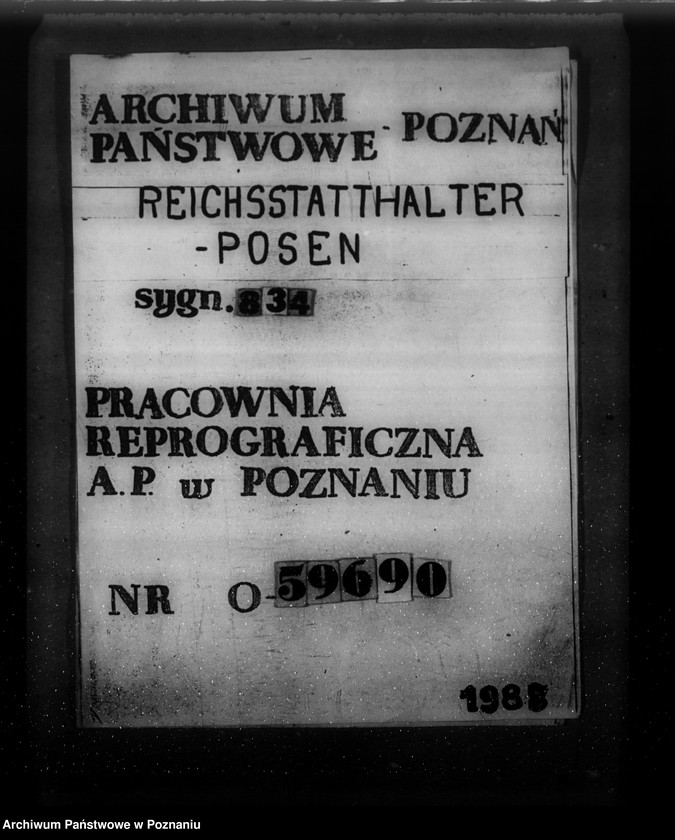 ARCHIWUM
PAŃSTWOWE - POZNAŃ
REICHSSTATTHALTER
-POSEN
sygn. 834
PRACOWNIA
REPROGRAFICZNA
A.P. w POZNANIU
NR O-59690
1988
Archiwum Państwowe w Poznaniu